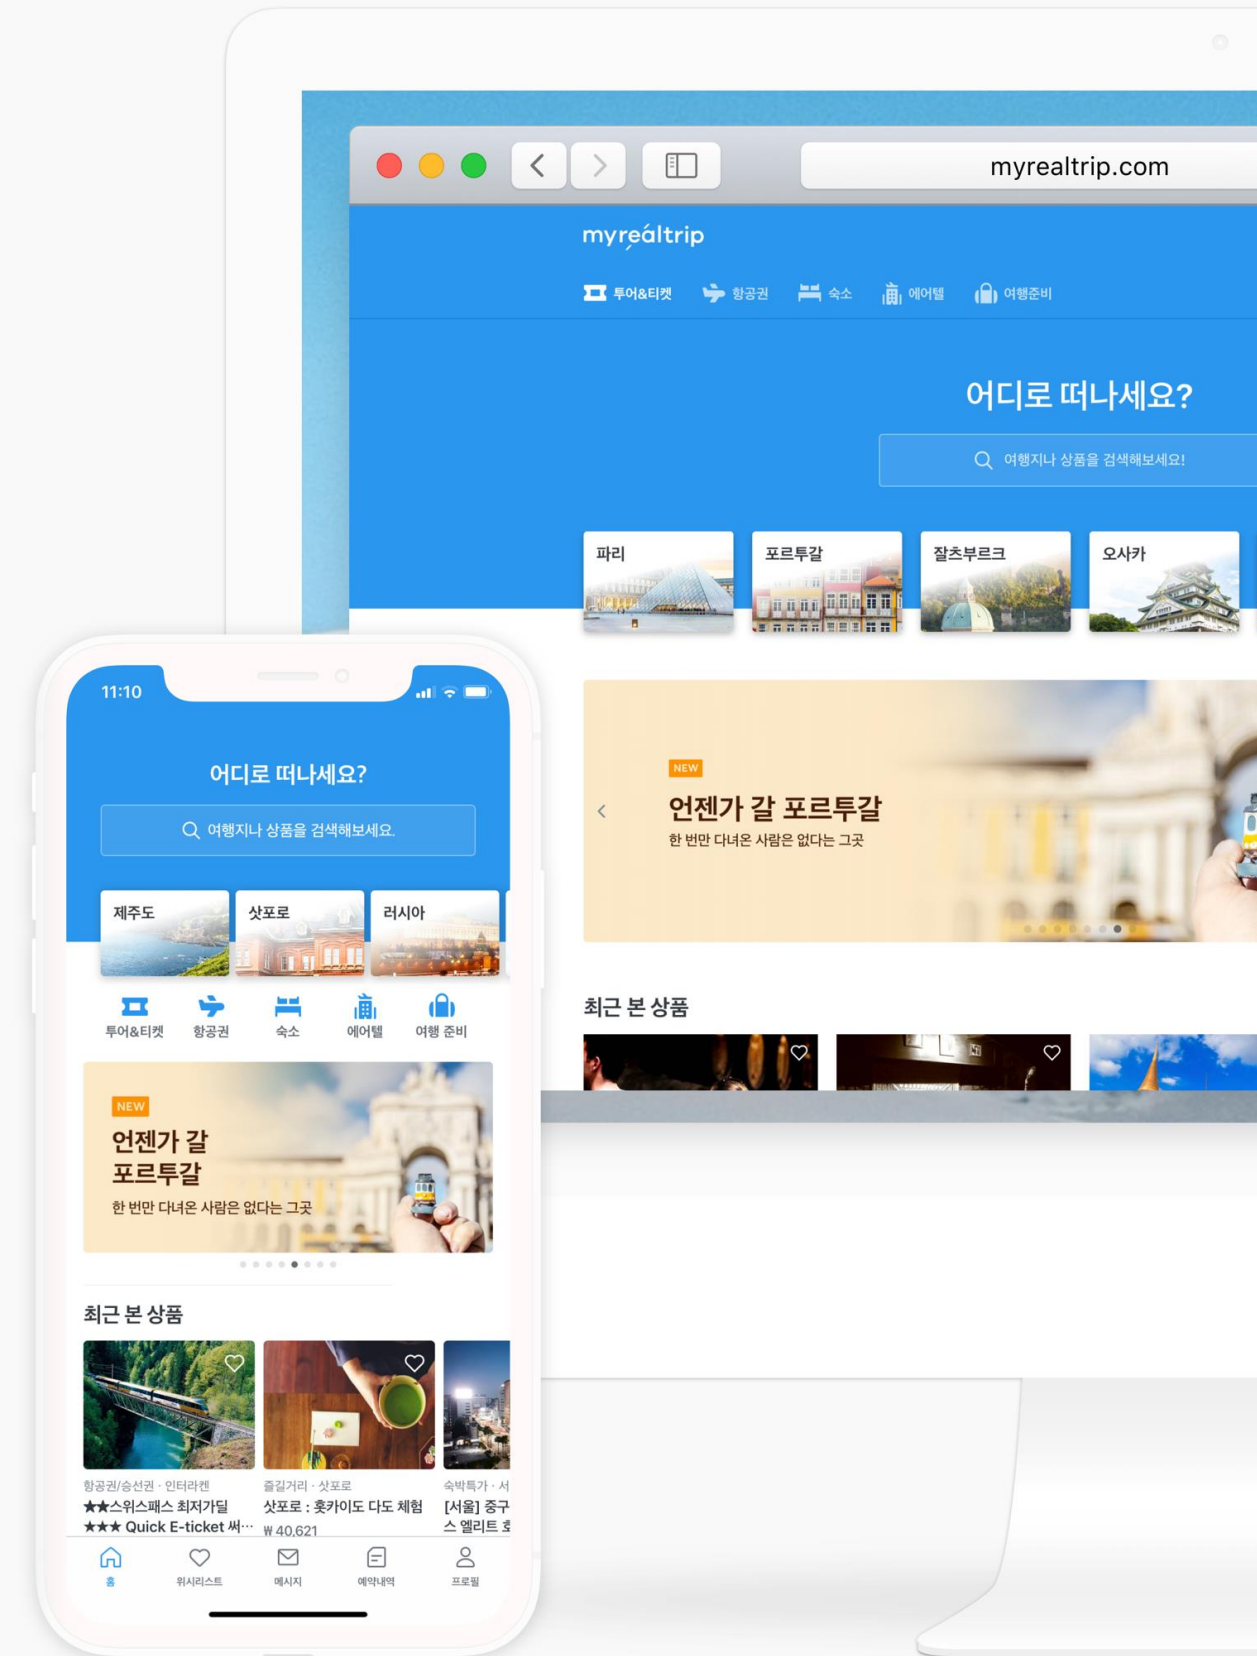 myrealtrip.com
myreáltrip
투어&티켓 항공권 숙소 에어텔 여행준비
어디로 떠나세요?
여행지나 상품을 검색해보세요!
파리 포르투갈 잘츠부르크 오사카
NEW
언젠가 갈 포르투갈
한 번만 다녀온 사람은 없다는 그곳
최근 본 상품
11:10
어디로 떠나세요?
여행지나 상품을 검색해보세요.
제주도 삿포로 러시아
투어&티켓 항공권 숙소 에어텔 여행 준비
NEW
언젠가 갈
포르투갈
한 번만 다녀온 사람은 없다는 그곳
최근 본 상품
항공권/승선권 · 인터라켄
★★스위스패스 최저가딜
★★★ Quick E-ticket 써…
즐길거리 · 삿포로
삿포로 : 홋카이도 다도 체험
₩ 40,621
숙박특가 · 서
[서울] 중구
스 엘리트 호
홈 위시리스트 메시지 예약내역 프로필